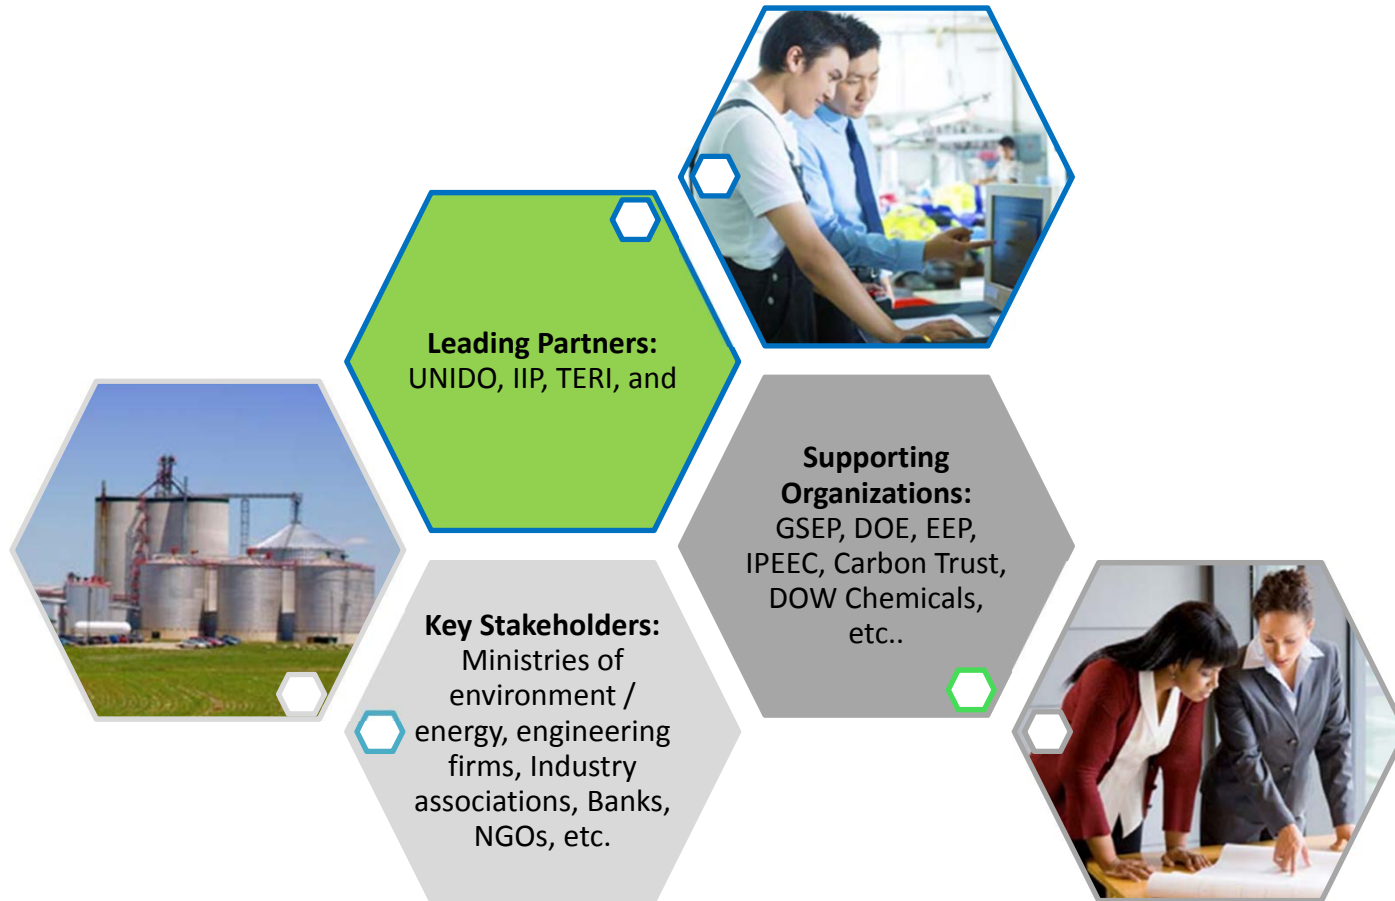 Leading Partners:
UNIDO, IIP, TERI, and
Supporting
Organizations:
GSEP, DOE, EEP,
IPEEC, Carbon Trust,
DOW Chemicals,
etc..
Key Stakeholders:
Ministries of
environment /
energy, engineering
firms, Industry
associations, Banks,
NGOs, etc.